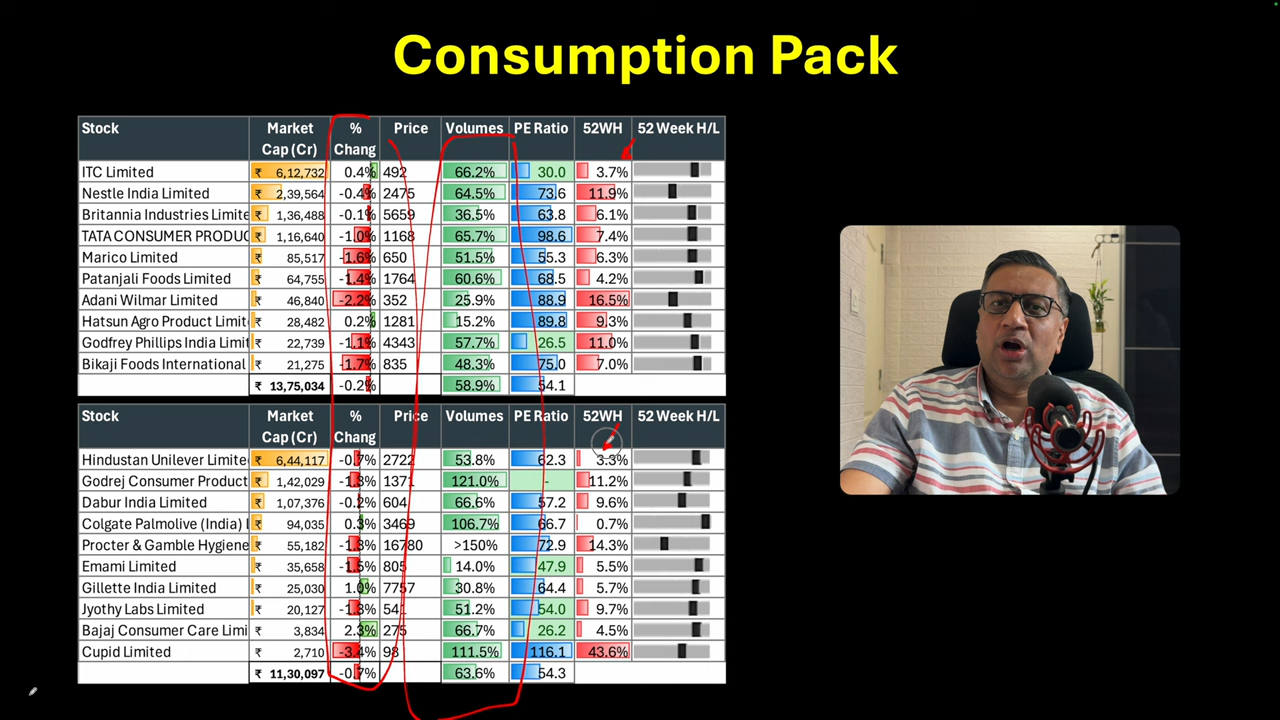 Consumption Pack
Stock Market Cap (Cr) % Chang Price Volumes PE Ratio 52WH 52 Week H/L
ITC Limited ₹ 6,12,732 0.4% 492 66.2% 30.0 3.7%
Nestle India Limited ₹ 2,39,564 -0.4% 2475 64.5% 73.6 11.9%
Britannia Industries Limite ₹ 1,36,488 -0.1% 5659 36.5% 63.8 6.1%
TATA CONSUMER PRODUC ₹ 1,16,640 -1.0% 1168 65.7% 98.6 7.4%
Marico Limited ₹ 85,517 -1.6% 650 51.5% 55.3 6.3%
Patanjali Foods Limited ₹ 64,755 -1.4% 1764 60.6% 68.5 4.2%
Adani Wilmar Limited ₹ 46,840 -2.2% 352 25.9% 88.9 16.5%
Hatsun Agro Product Limit ₹ 28,482 0.2% 1281 15.2% 89.8 9.3%
Godfrey Phillips India Limit ₹ 22,739 -1.1% 4343 57.7% 26.5 11.0%
Bikaji Foods International ₹ 21,275 -1.7% 835 48.3% 75.0 7.0%
₹ 13,75,034 -0.2% 58.9% 54.1
Stock Market Cap (Cr) % Chang Price Volumes PE Ratio 52WH 52 Week H/L
Hindustan Unilever Limite ₹ 6,44,117 -0.7% 2722 53.8% 62.3 3.3%
Godrej Consumer Product ₹ 1,42,029 -1.3% 1371 121.0% - 11.2%
Dabur India Limited ₹ 1,07,376 -0.2% 604 66.6% 57.2 9.6%
Colgate Palmolive (India) L ₹ 94,035 0.3% 3469 106.7% 66.7 0.7%
Procter & Gamble Hygiene ₹ 55,182 -1.3% 16780 >150% 72.9 14.3%
Emami Limited ₹ 35,658 -1.5% 805 14.0% 47.9 5.5%
Gillette India Limited ₹ 25,030 1.0% 7757 30.8% 64.4 5.7%
Jyothy Labs Limited ₹ 20,127 -1.3% 541 51.2% 54.0 9.7%
Bajaj Consumer Care Limi ₹ 3,834 2.3% 275 66.7% 26.2 4.5%
Cupid Limited ₹ 2,710 -3.4% 98 111.5% 116.1 43.6%
₹ 11,30,097 -0.7% 63.6% 54.3